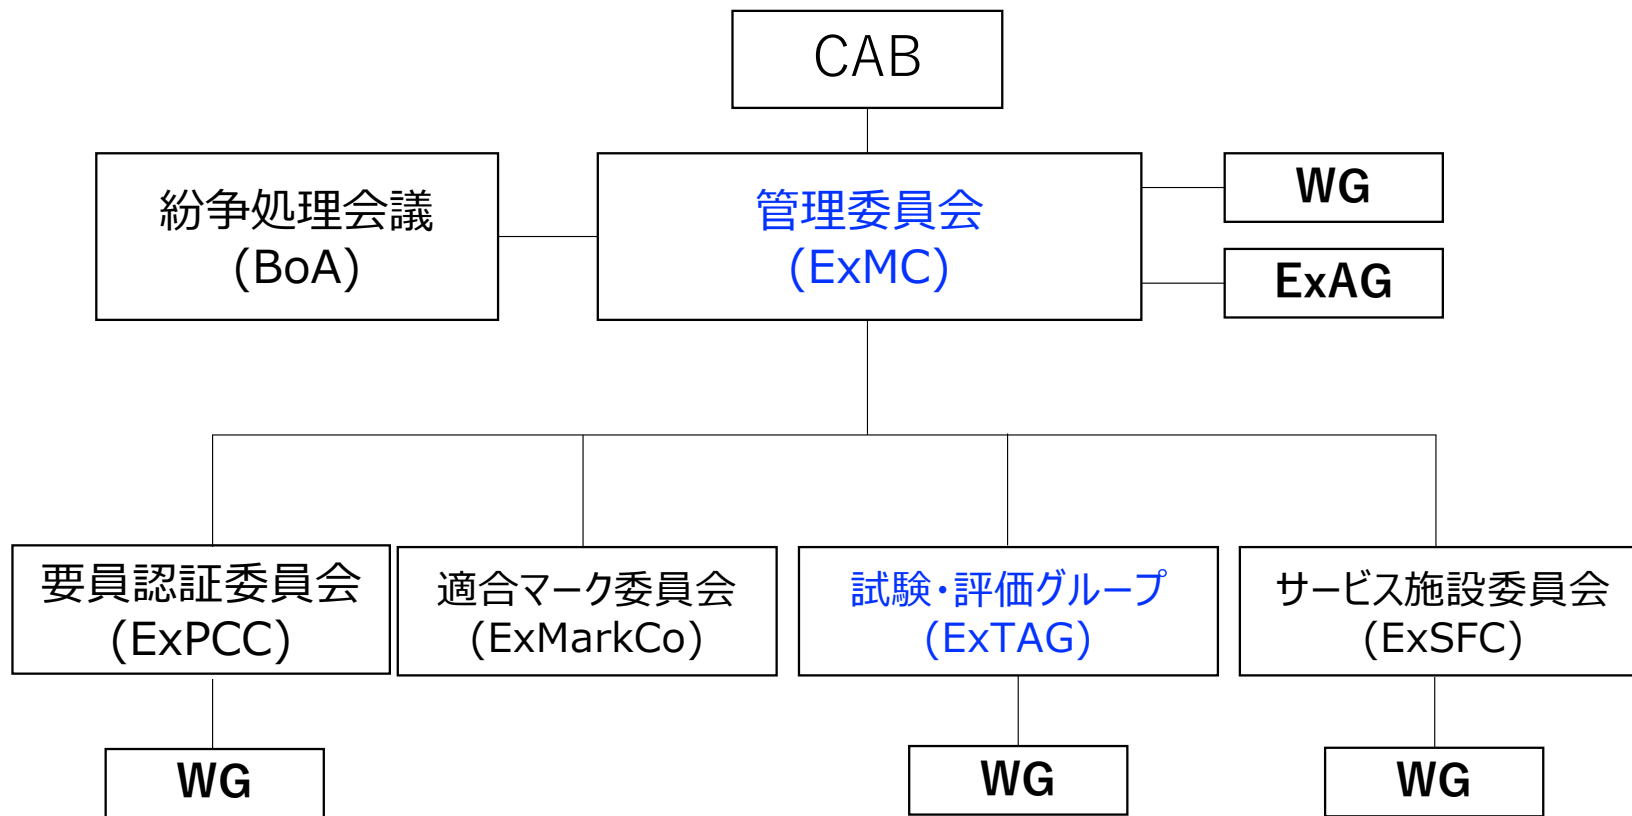 CAB
紛争処理会議
(BoA)
管理委員会
(ExMC)
WG
ExAG
要員認証委員会
(ExPCC)
適合マーク委員会
(ExMarkCo)
試験・評価グループ
(ExTAG)
サービス施設委員会
(ExSFC)
WG
WG
WG